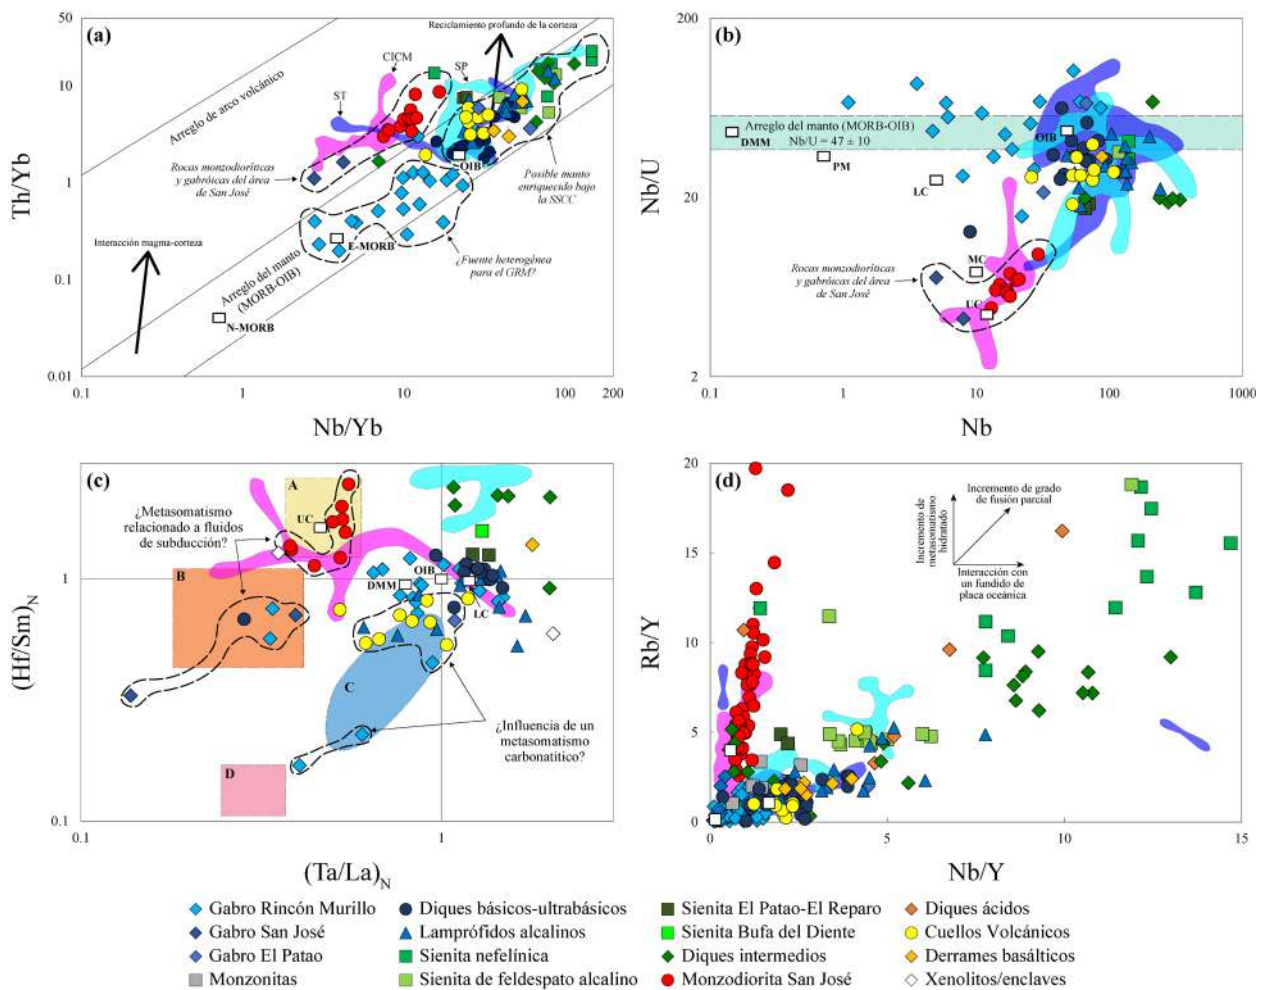 (a)
50
10
1
0.1
0.01
Th/Yb
0.1
1
10
100
200
Nb/Yb
Reciclamiento profundo de la corteza
CICM
SP
ST
Arreglo de arco volcánico
Rocas monzodioríticas
y gabróicas del área
de San José
OIB
Posible manto
enriquecido bajo
la SSCC
Interacción magma-corteza
E-MORB
¿Fuente heterogénea
para el GRM?
Arreglo del manto
(MORB-OIB)
N-MORB
(b)
200
20
2
Nb/U
0.1
1
10
100
1000
Nb
Arreglo del manto (MORB-OIB)
DMM
Nb/U = 47 ± 10
OIB
PM
LC
MC
Rocas monzodioríticas
y gabróicas del área
de San José
UC
(c)
1
0.1
(Hf/Sm)N
0.1
1
10
(Ta/La)N
A
¿Metasomatismo
relacionado a fluidos
de subducción?
UC
B
DMM
OIB
LC
C
¿Influencia de un
metasomatismo
carbonatítico?
D
(d)
20
15
10
5
0
Rb/Y
0
5
10
15
Nb/Y
Incremento de
metasomatismo
hidratado
Incremento de grado
de fusión parcial
Interacción con
un fundido de
placa oceánica
Gabro Rincón Murillo
Gabro San José
Gabro El Patao
Monzonitas
Diques básicos-ultrabásicos
Lamprófidos alcalinos
Sienita nefelínica
Sienita de feldespato alcalino
Sienita El Patao-El Reparo
Sienita Bufa del Diente
Diques intermedios
Monzodiorita San José
Diques ácidos
Cuellos Volcánicos
Derrames basálticos
Xenolitos/enclaves